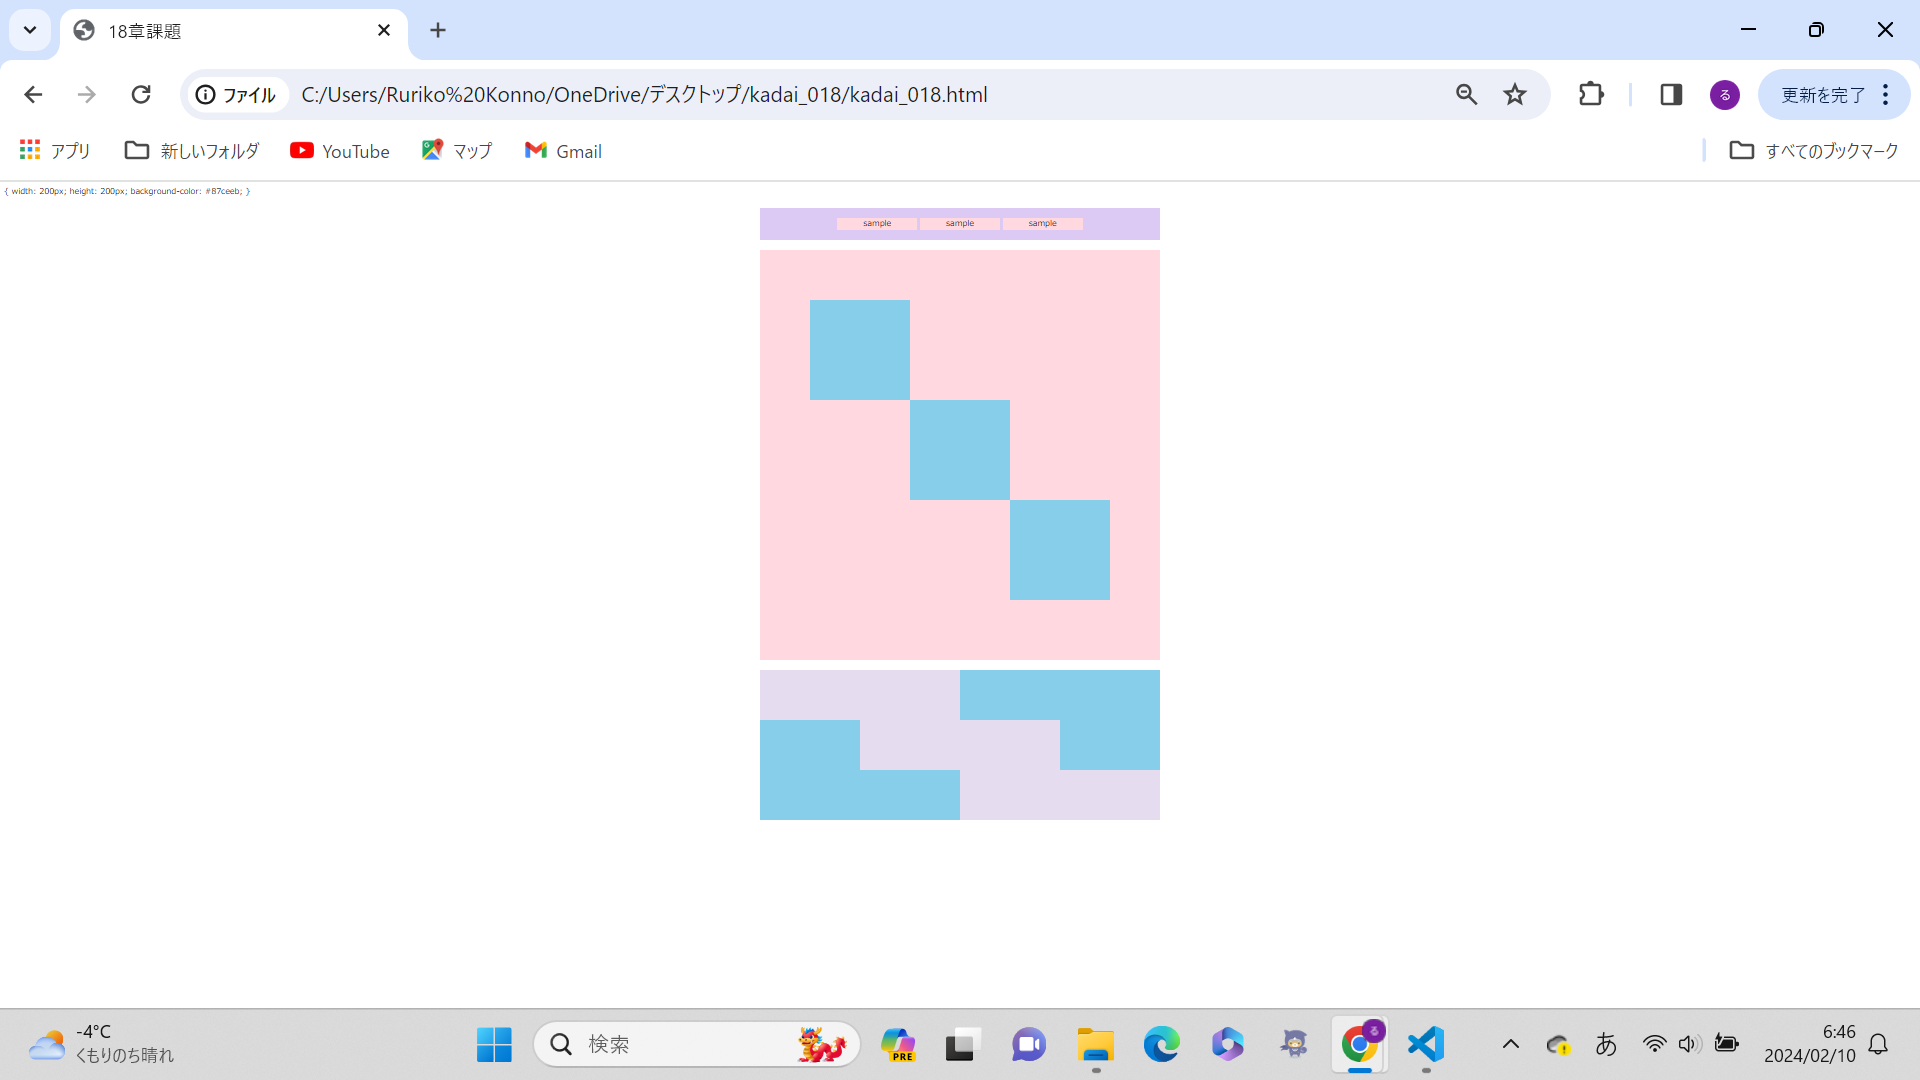 18章課題
ファイル C:/Users/Ruriko%20Konno/OneDrive/デスクトップ/kadai_018/kadai_018.html る 更新を完了
アプリ 新しいフォルダ YouTube マップ Gmail すべてのブックマーク
{ width: 200px; height: 200px; background-color: #87ceeb; }
sample sample sample
-4°C
くもりのち晴れ
検索
PRE
る
あ
6:46
2024/02/10